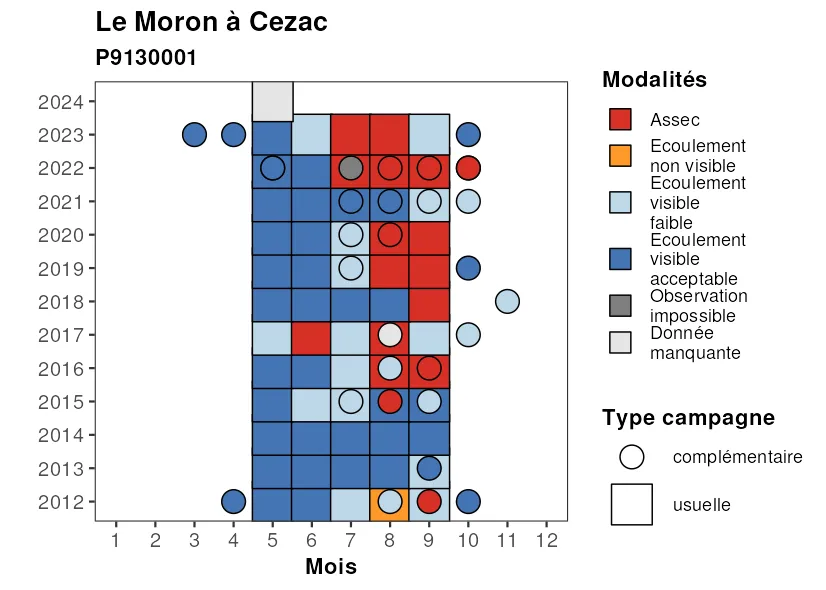 Le Moron à Cezac
P9130001
2024
2023
2022
2021
2020
2019
2018
2017
2016
2015
2014
2013
2012
1 2 3 4 5 6 7 8 9 10 11 12
Mois
Modalités
Assec
Ecoulement
non visible
Ecoulement
visible
faible
Ecoulement
visible
acceptable
Observation
impossible
Donnée
manquante
Type campagne
complémentaire
usuelle